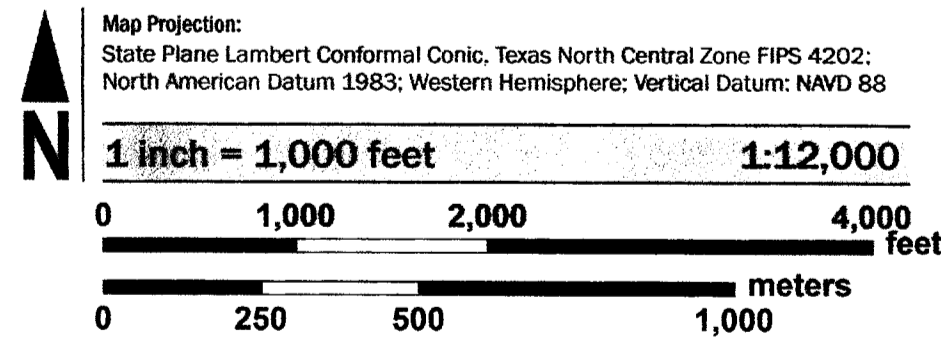 Map Projection:
State Plane Lambert Conformal Conic, Texas North Central Zone FIPS 4202;
North American Datum 1983; Western Hemisphere; Vertical Datum: NAVD 88
N
1 inch = 1,000 feet 1:12,000
0 1,000 2,000 4,000
feet
meters
0 250 500 1,000